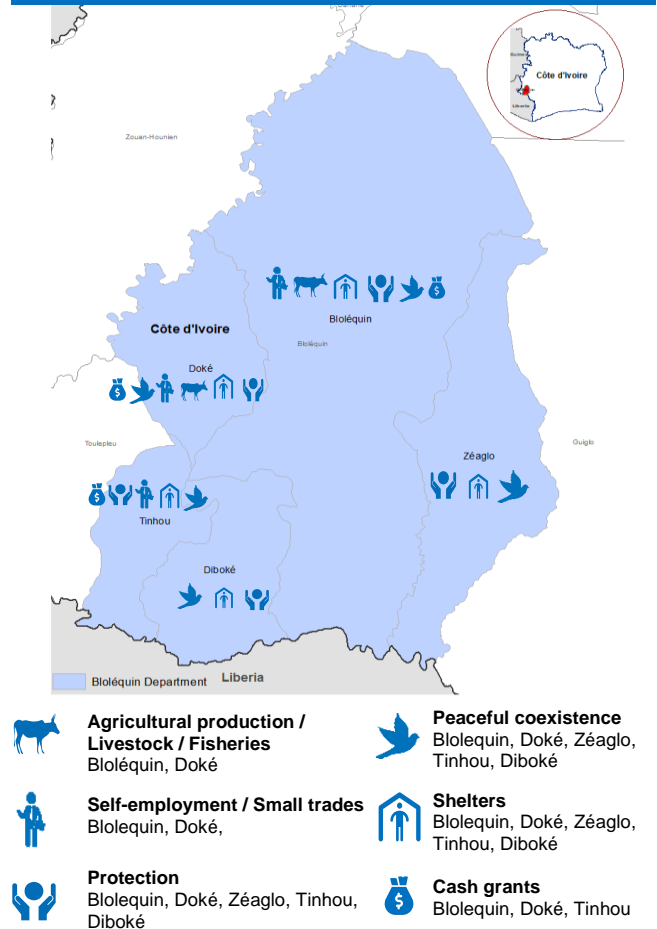 Zouan-Hounien
Côte d'Ivoire
Liberia
Bloléquin
Côte d'Ivoire
Bloléquin
Doké
Toulepleu
Zéaglo
Guiglo
Tinhou
Diboké
Bloléquin Department
Liberia
Agricultural production /
Livestock / Fisheries
Bloléquin, Doké
Self-employment / Small trades
Blolequin, Doké,
Protection
Blolequin, Doké, Zéaglo, Tinhou,
Diboké
Peaceful coexistence
Blolequin, Doké, Zéaglo,
Tinhou, Diboké
Shelters
Blolequin, Doké, Zéaglo,
Tinhou, Diboké
Cash grants
Blolequin, Doké, Tinhou